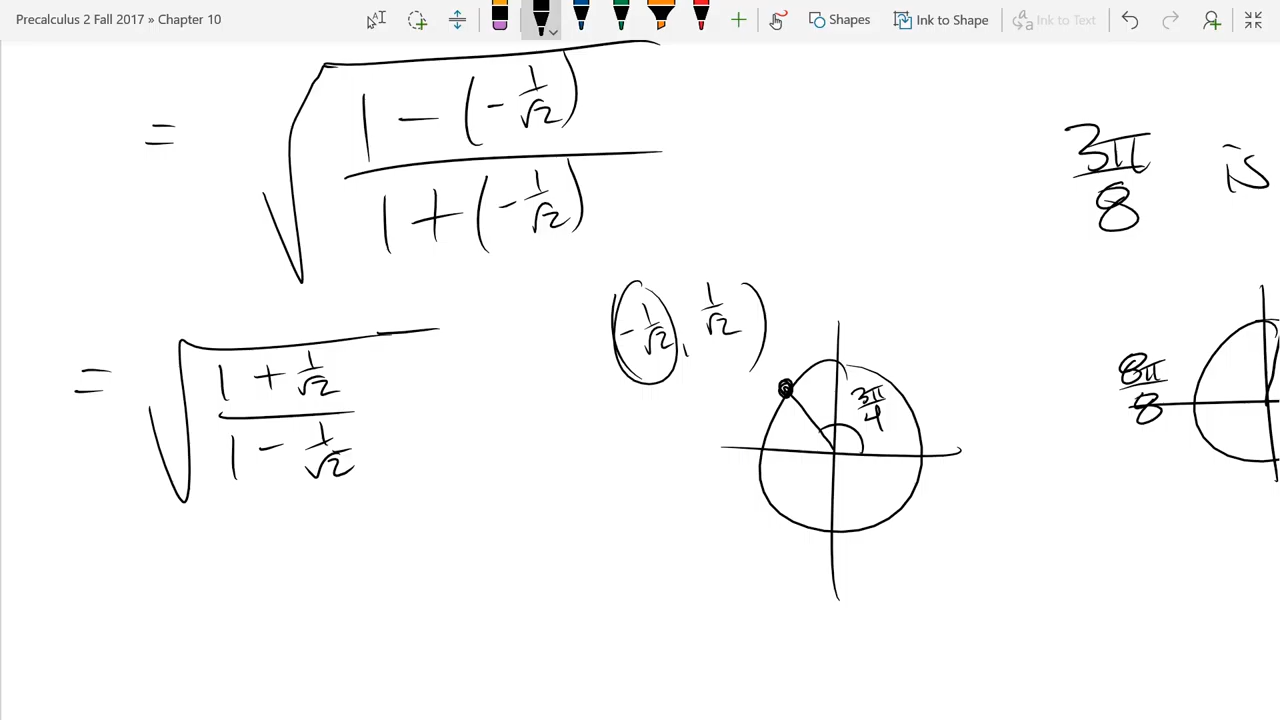 Precalculus 2 Fall 2017 » Chapter 10
Shapes
Ink to Shape
Ink to Text
= √((1 - (-1/√2))/(1 + (-1/√2)))
3π/8 is
= √((1 + 1/√2)/(1 - 1/√2))
(-1/√2, 1/√2)
3π/4
8π/8